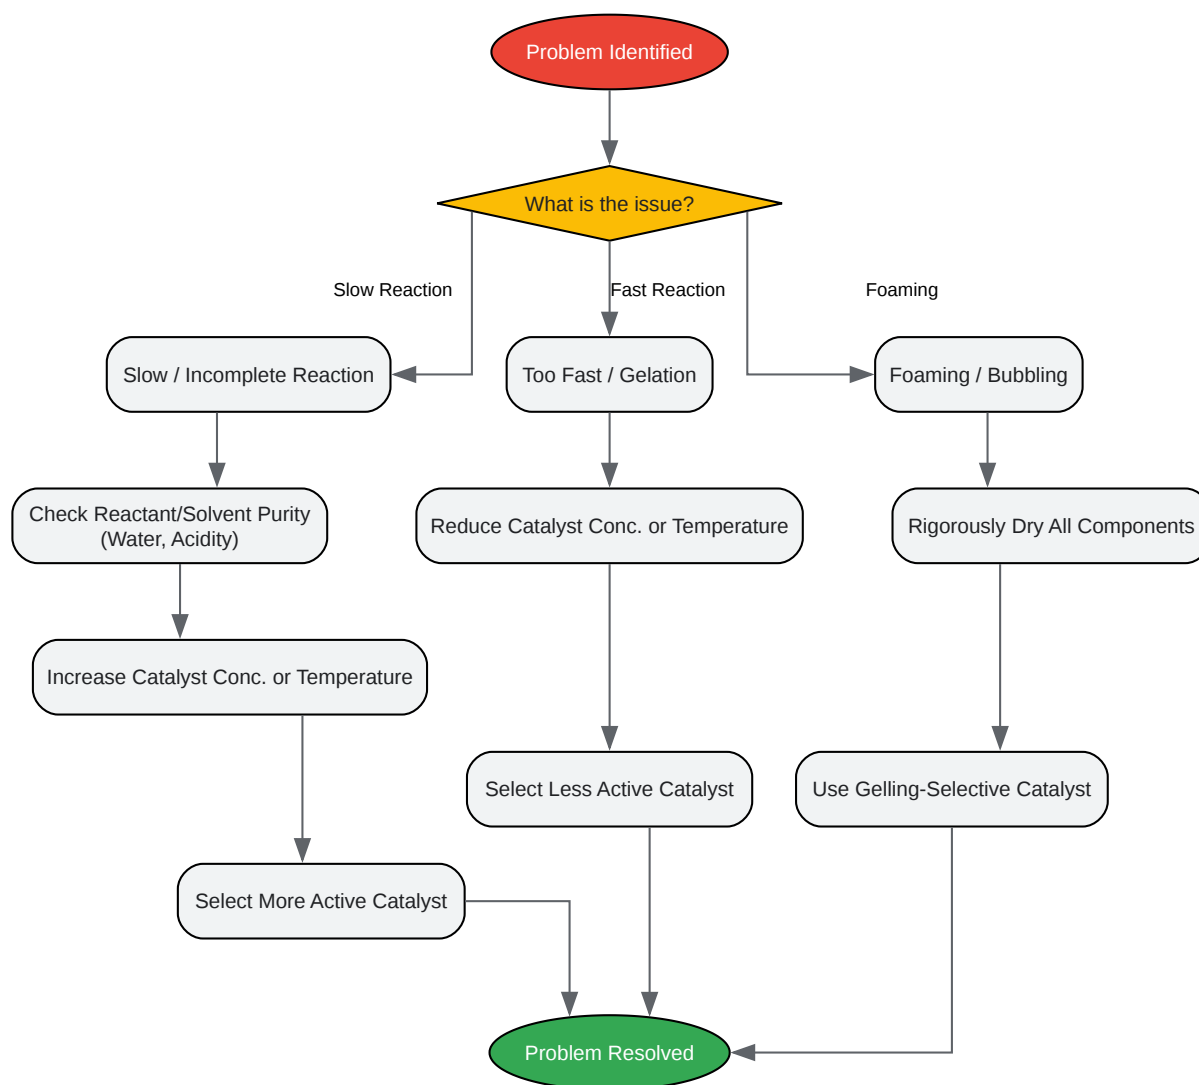 Problem Identified
What is the issue?
Slow Reaction
Fast Reaction
Foaming
Slow / Incomplete Reaction
Too Fast / Gelation
Foaming / Bubbling
Check Reactant/Solvent Purity
(Water, Acidity)
Reduce Catalyst Conc. or Temperature
Rigorously Dry All Components
Increase Catalyst Conc. or Temperature
Select Less Active Catalyst
Use Gelling-Selective Catalyst
Select More Active Catalyst
Problem Resolved